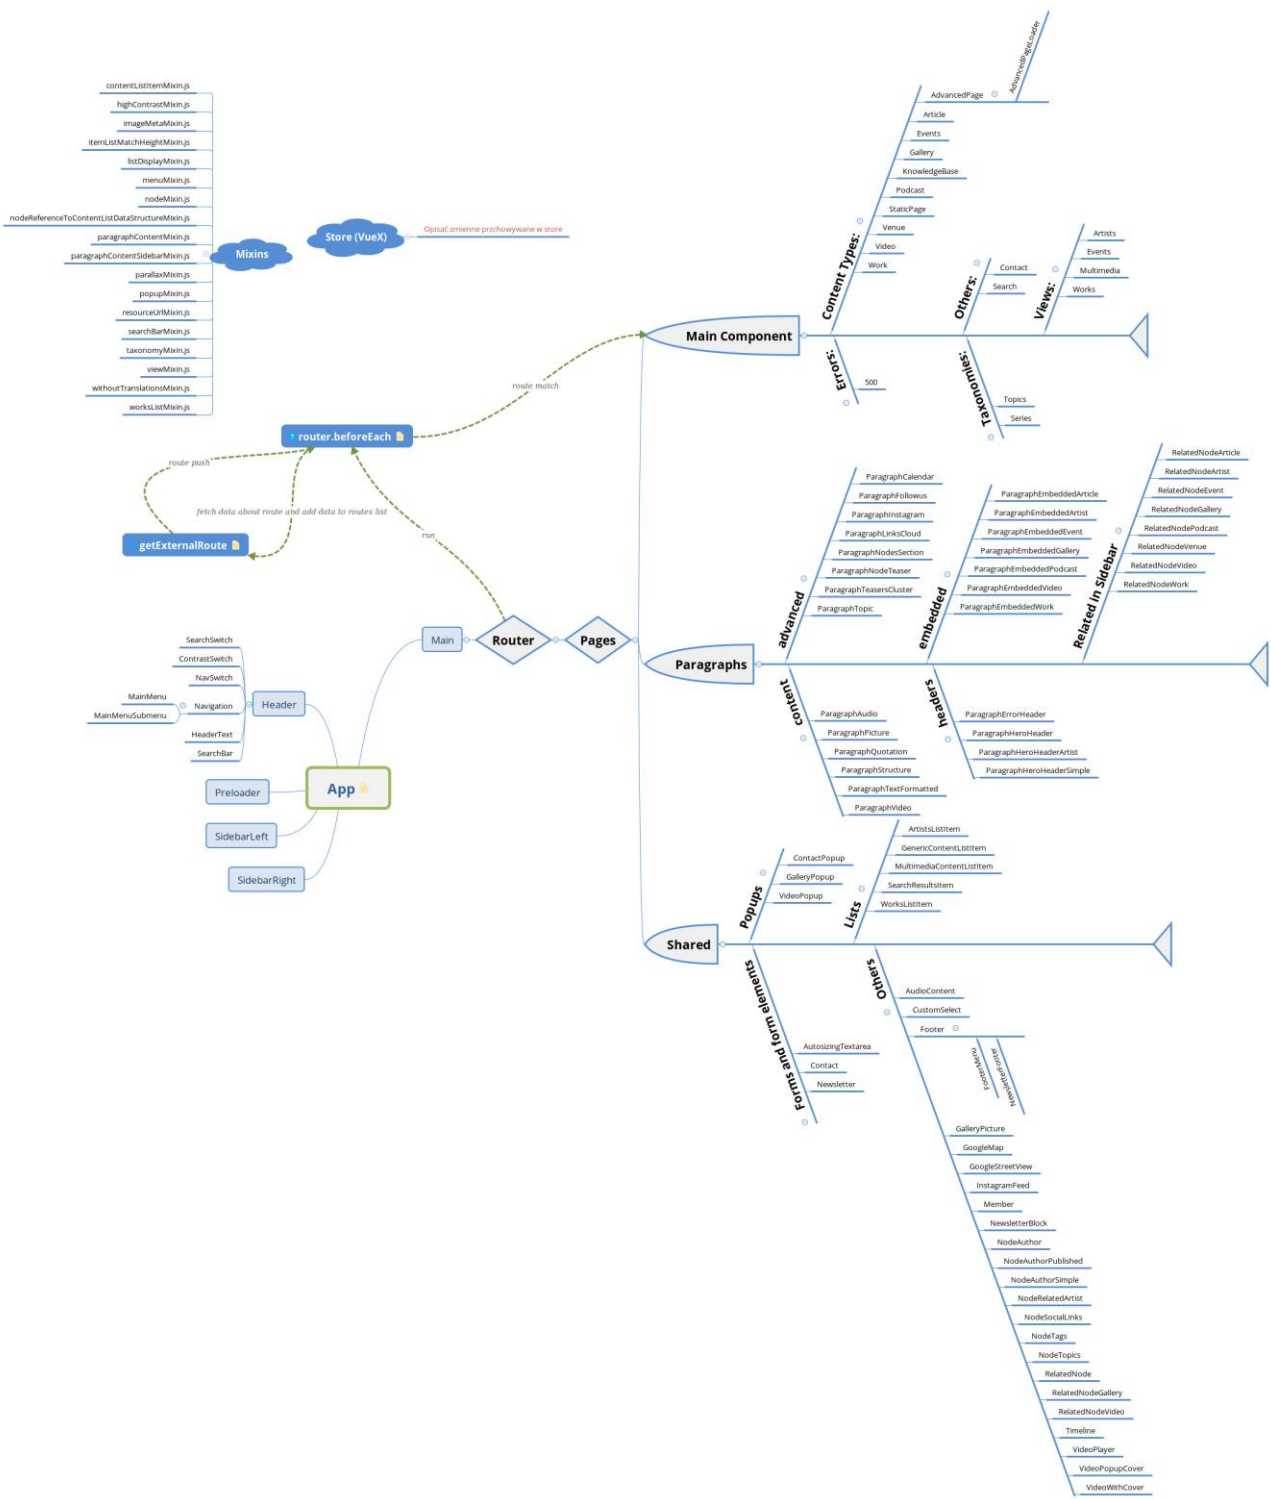 contentListItemMixin.js
highContrastMixin.js
imageMetaMixin.js
itemListMatchHeightMixin.js
listDisplayMixin.js
menuMixin.js
nodeMixin.js
nodeReferenceToContentListDataStructureMixin.js
paragraphContentMixin.js
paragraphContentSidebarMixin.js
parallaxMixin.js
popupMixin.js
resourceUrlMixin.js
searchBarMixin.js
taxonomyMixin.js
viewMixin.js
withoutTranslationsMixin.js
worksListMixin.js
Mixins
Store (VueX)
Opisać zmienne przchowywane w store
router.beforeEach
route match
route push
fetch data about route and add data to routes list
getExternalRoute
run
Main
Router
Pages
SearchSwitch
ContrastSwitch
NavSwitch
Navigation
MainMenu
MainMenuSubmenu
HeaderText
SearchBar
Header
Preloader
App
SidebarLeft
SidebarRight
Main Component
Content Types:
AdvancedPage
AdvancedPageLoader
Article
Events
Gallery
KnowledgeBase
Podcast
StaticPage
Venue
Video
Work
Others:
Contact
Search
Views:
Artists
Events
Multimedia
Works
Errors:
500
Taxonomies:
Topics
Series
Paragraphs
advanced
ParagraphCalendar
ParagraphFollowus
ParagraphInstagram
ParagraphLinksCloud
ParagraphNodesSection
ParagraphNodeTeaser
ParagraphTeasersCluster
ParagraphTopic
embedded
ParagraphEmbeddedArticle
ParagraphEmbeddedArtist
ParagraphEmbeddedEvent
ParagraphEmbeddedGallery
ParagraphEmbeddedPodcast
ParagraphEmbeddedVideo
ParagraphEmbeddedWork
Related in Sidebar
RelatedNodeArticle
RelatedNodeArtist
RelatedNodeEvent
RelatedNodeGallery
RelatedNodePodcast
RelatedNodeVenue
RelatedNodeVideo
RelatedNodeWork
content
ParagraphAudio
ParagraphPicture
ParagraphQuotation
ParagraphStructure
ParagraphTextFormatted
ParagraphVideo
headers
ParagraphErrorHeader
ParagraphHeroHeader
ParagraphHeroHeaderArtist
ParagraphHeroHeaderSimple
Shared
Popups
ContactPopup
GalleryPopup
VideoPopup
Lists
ArtistsListItem
GenericContentListItem
MultimediaContentListItem
SearchResultsItem
WorksListItem
Forms and form elements
AutosizingTextarea
Contact
Newsletter
Others
AudioContent
CustomSelect
Footer
FooterMenu
NewsletterFooter
GalleryPicture
GoogleMap
GoogleStreetView
InstagramFeed
Member
NewsletterBlock
NodeAuthor
NodeAuthorPublished
NodeAuthorSimple
NodeRelatedArtist
NodeSocialLinks
NodeTags
NodeTopics
RelatedNode
RelatedNodeGallery
RelatedNodeVideo
Timeline
VideoPlayer
VideoPopupCover
VideoWithCover